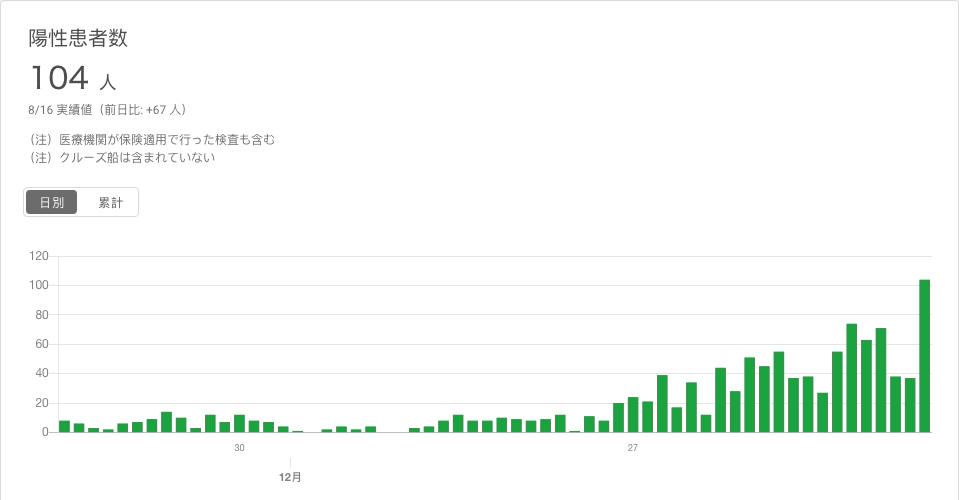 陽性患者数
104 人
8/16 実績値（前日比: +67 人）
（注）医療機関が保険適用で行った検査も含む
（注）クルーズ船は含まれていない
日別 累計
120
100
80
60
40
20
0
30 27
12月